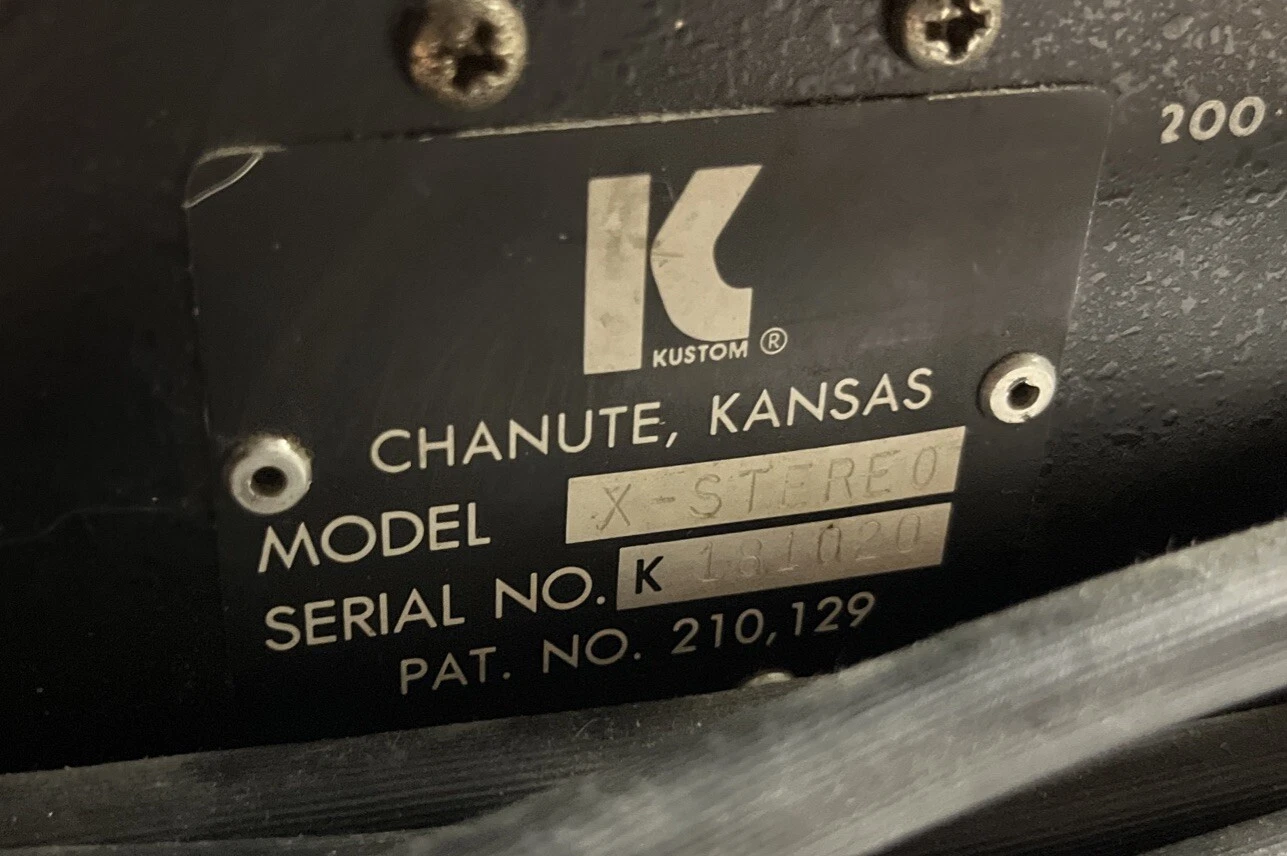 200
K
KUSTOM ®
CHANUTE, KANSAS
MODEL X-STEREO
SERIAL NO. K 181020
PAT. NO. 210,129